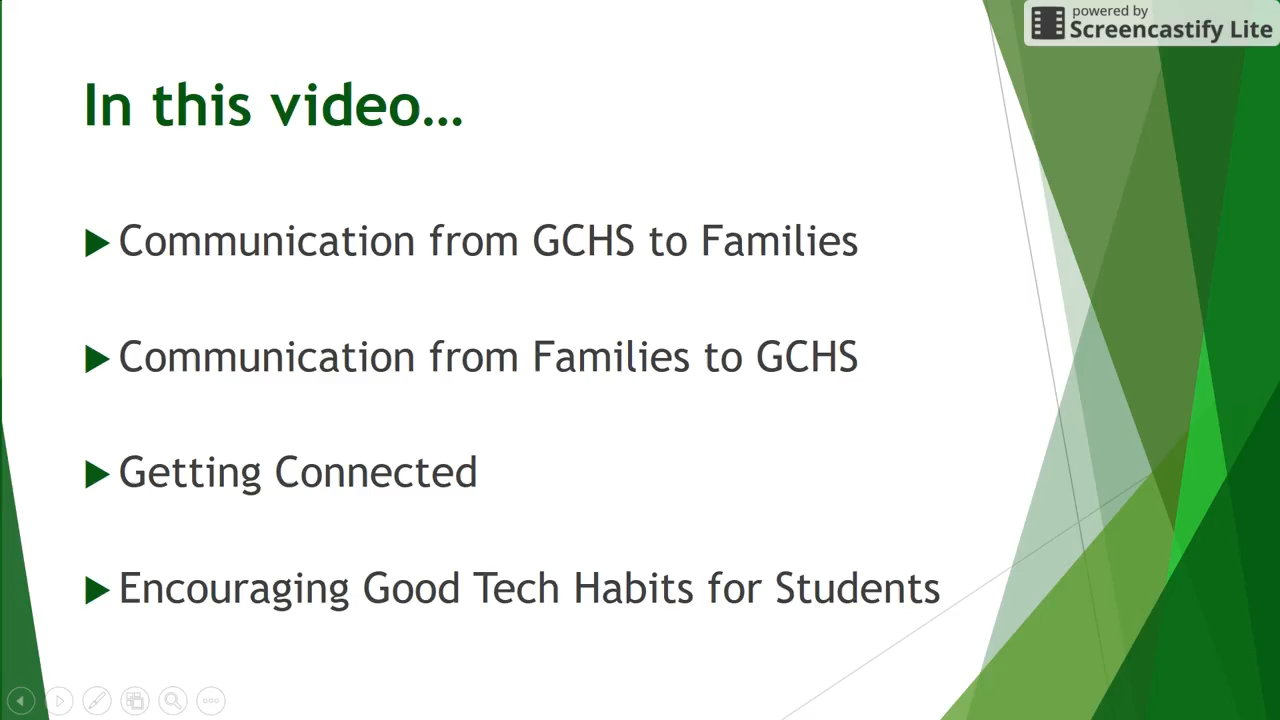 powered by
Screencastify Lite
In this video…
Communication from GCHS to Families
Communication from Families to GCHS
Getting Connected
Encouraging Good Tech Habits for Students